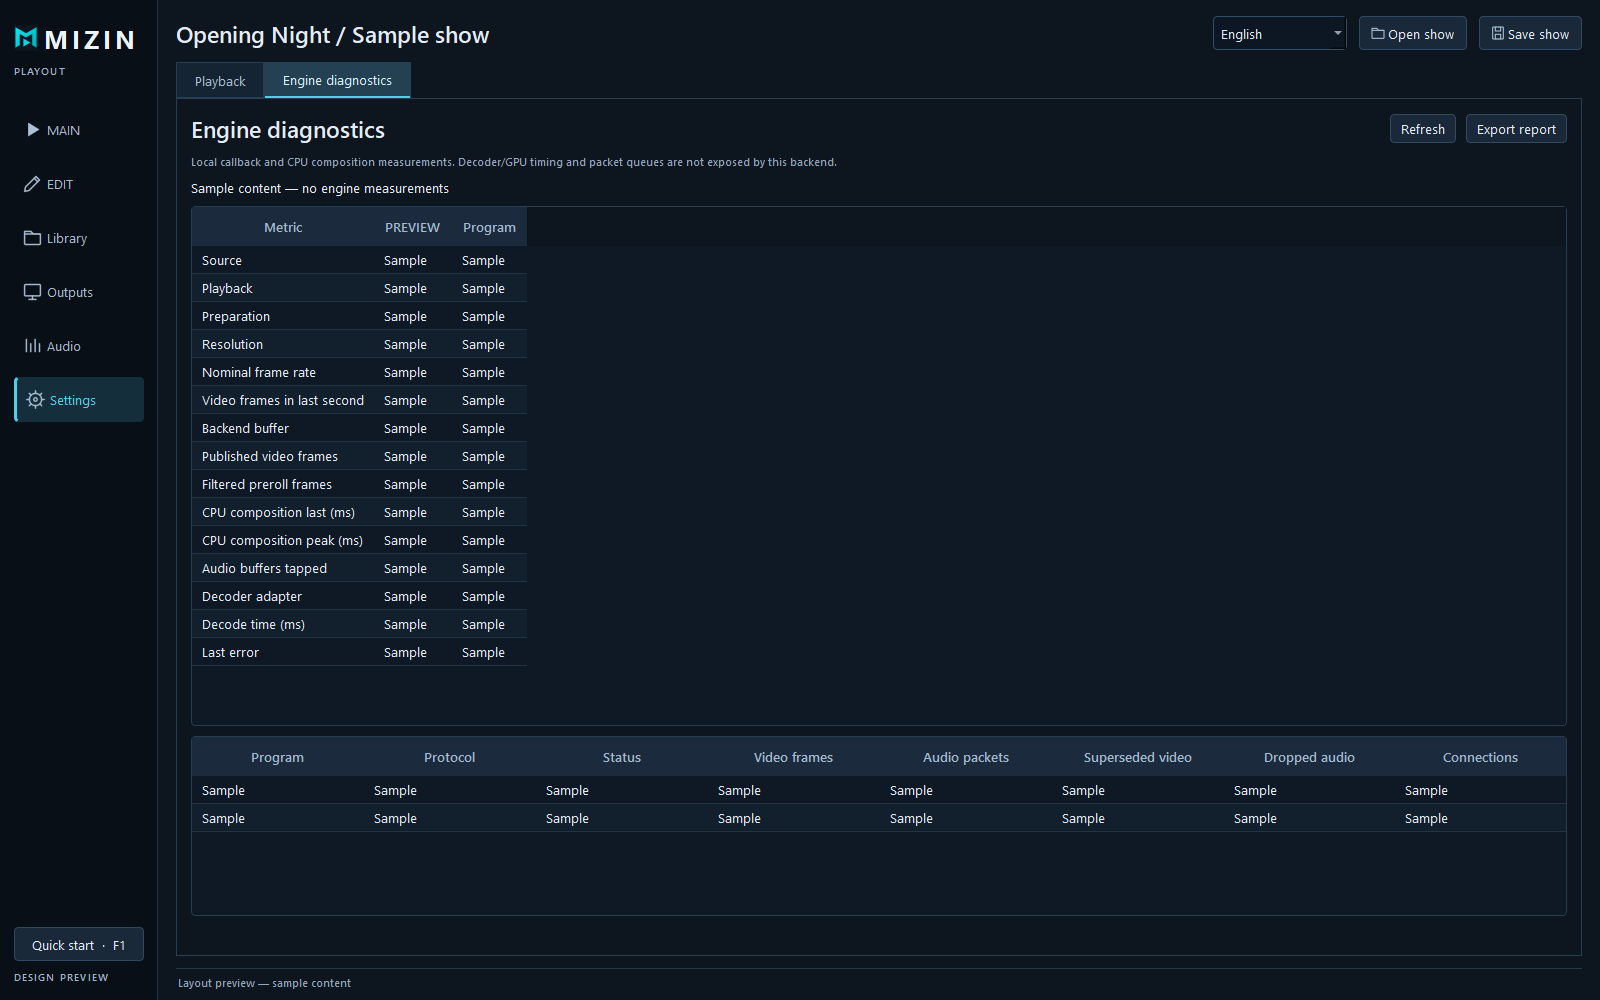 MIZIN
PLAYOUT
MAIN
EDIT
Library
Outputs
Audio
Settings
Quick start · F1
DESIGN PREVIEW
Opening Night / Sample show
English
Open show
Save show
Playback
Engine diagnostics
Engine diagnostics
Refresh
Export report
Local callback and CPU composition measurements. Decoder/GPU timing and packet queues are not exposed by this backend.
Sample content — no engine measurements
Metric PREVIEW Program
Source Sample Sample
Playback Sample Sample
Preparation Sample Sample
Resolution Sample Sample
Nominal frame rate Sample Sample
Video frames in last second Sample Sample
Backend buffer Sample Sample
Published video frames Sample Sample
Filtered preroll frames Sample Sample
CPU composition last (ms) Sample Sample
CPU composition peak (ms) Sample Sample
Audio buffers tapped Sample Sample
Decoder adapter Sample Sample
Decode time (ms) Sample Sample
Last error Sample Sample
Program Protocol Status Video frames Audio packets Superseded video Dropped audio Connections
Sample Sample Sample Sample Sample Sample Sample Sample
Sample Sample Sample Sample Sample Sample Sample Sample
Layout preview — sample content